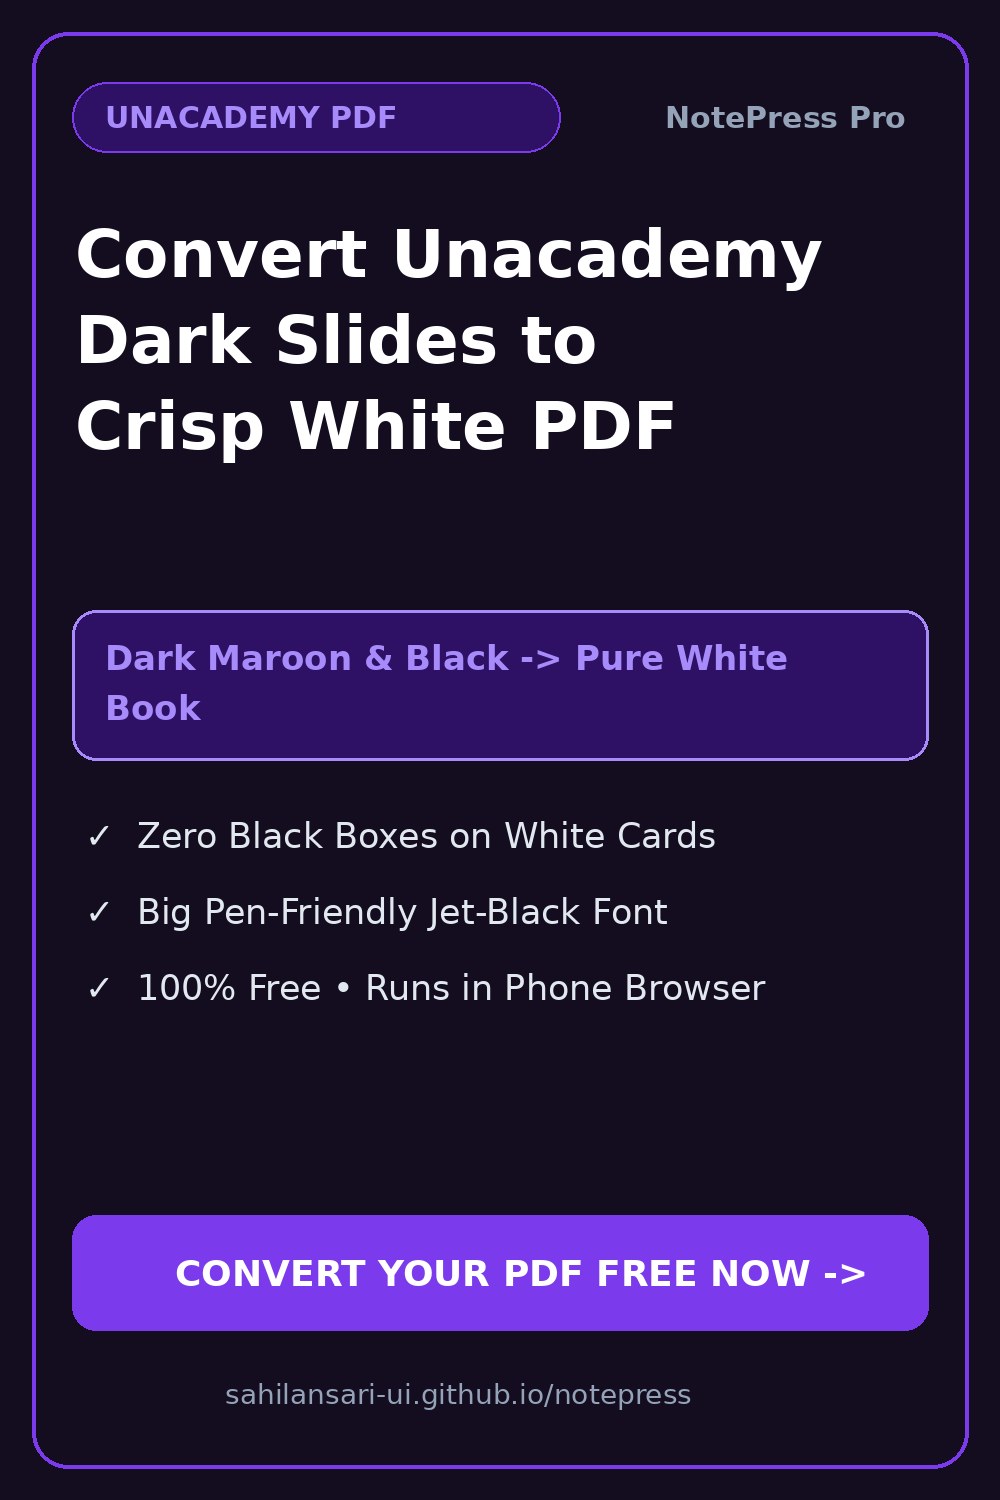 UNACADEMY PDF
NotePress Pro
Convert Unacademy
Dark Slides to
Crisp White PDF
Dark Maroon & Black -> Pure White
Book
✓ Zero Black Boxes on White Cards
✓ Big Pen-Friendly Jet-Black Font
✓ 100% Free • Runs in Phone Browser
CONVERT YOUR PDF FREE NOW ->
sahilansari-ui.github.io/notepress